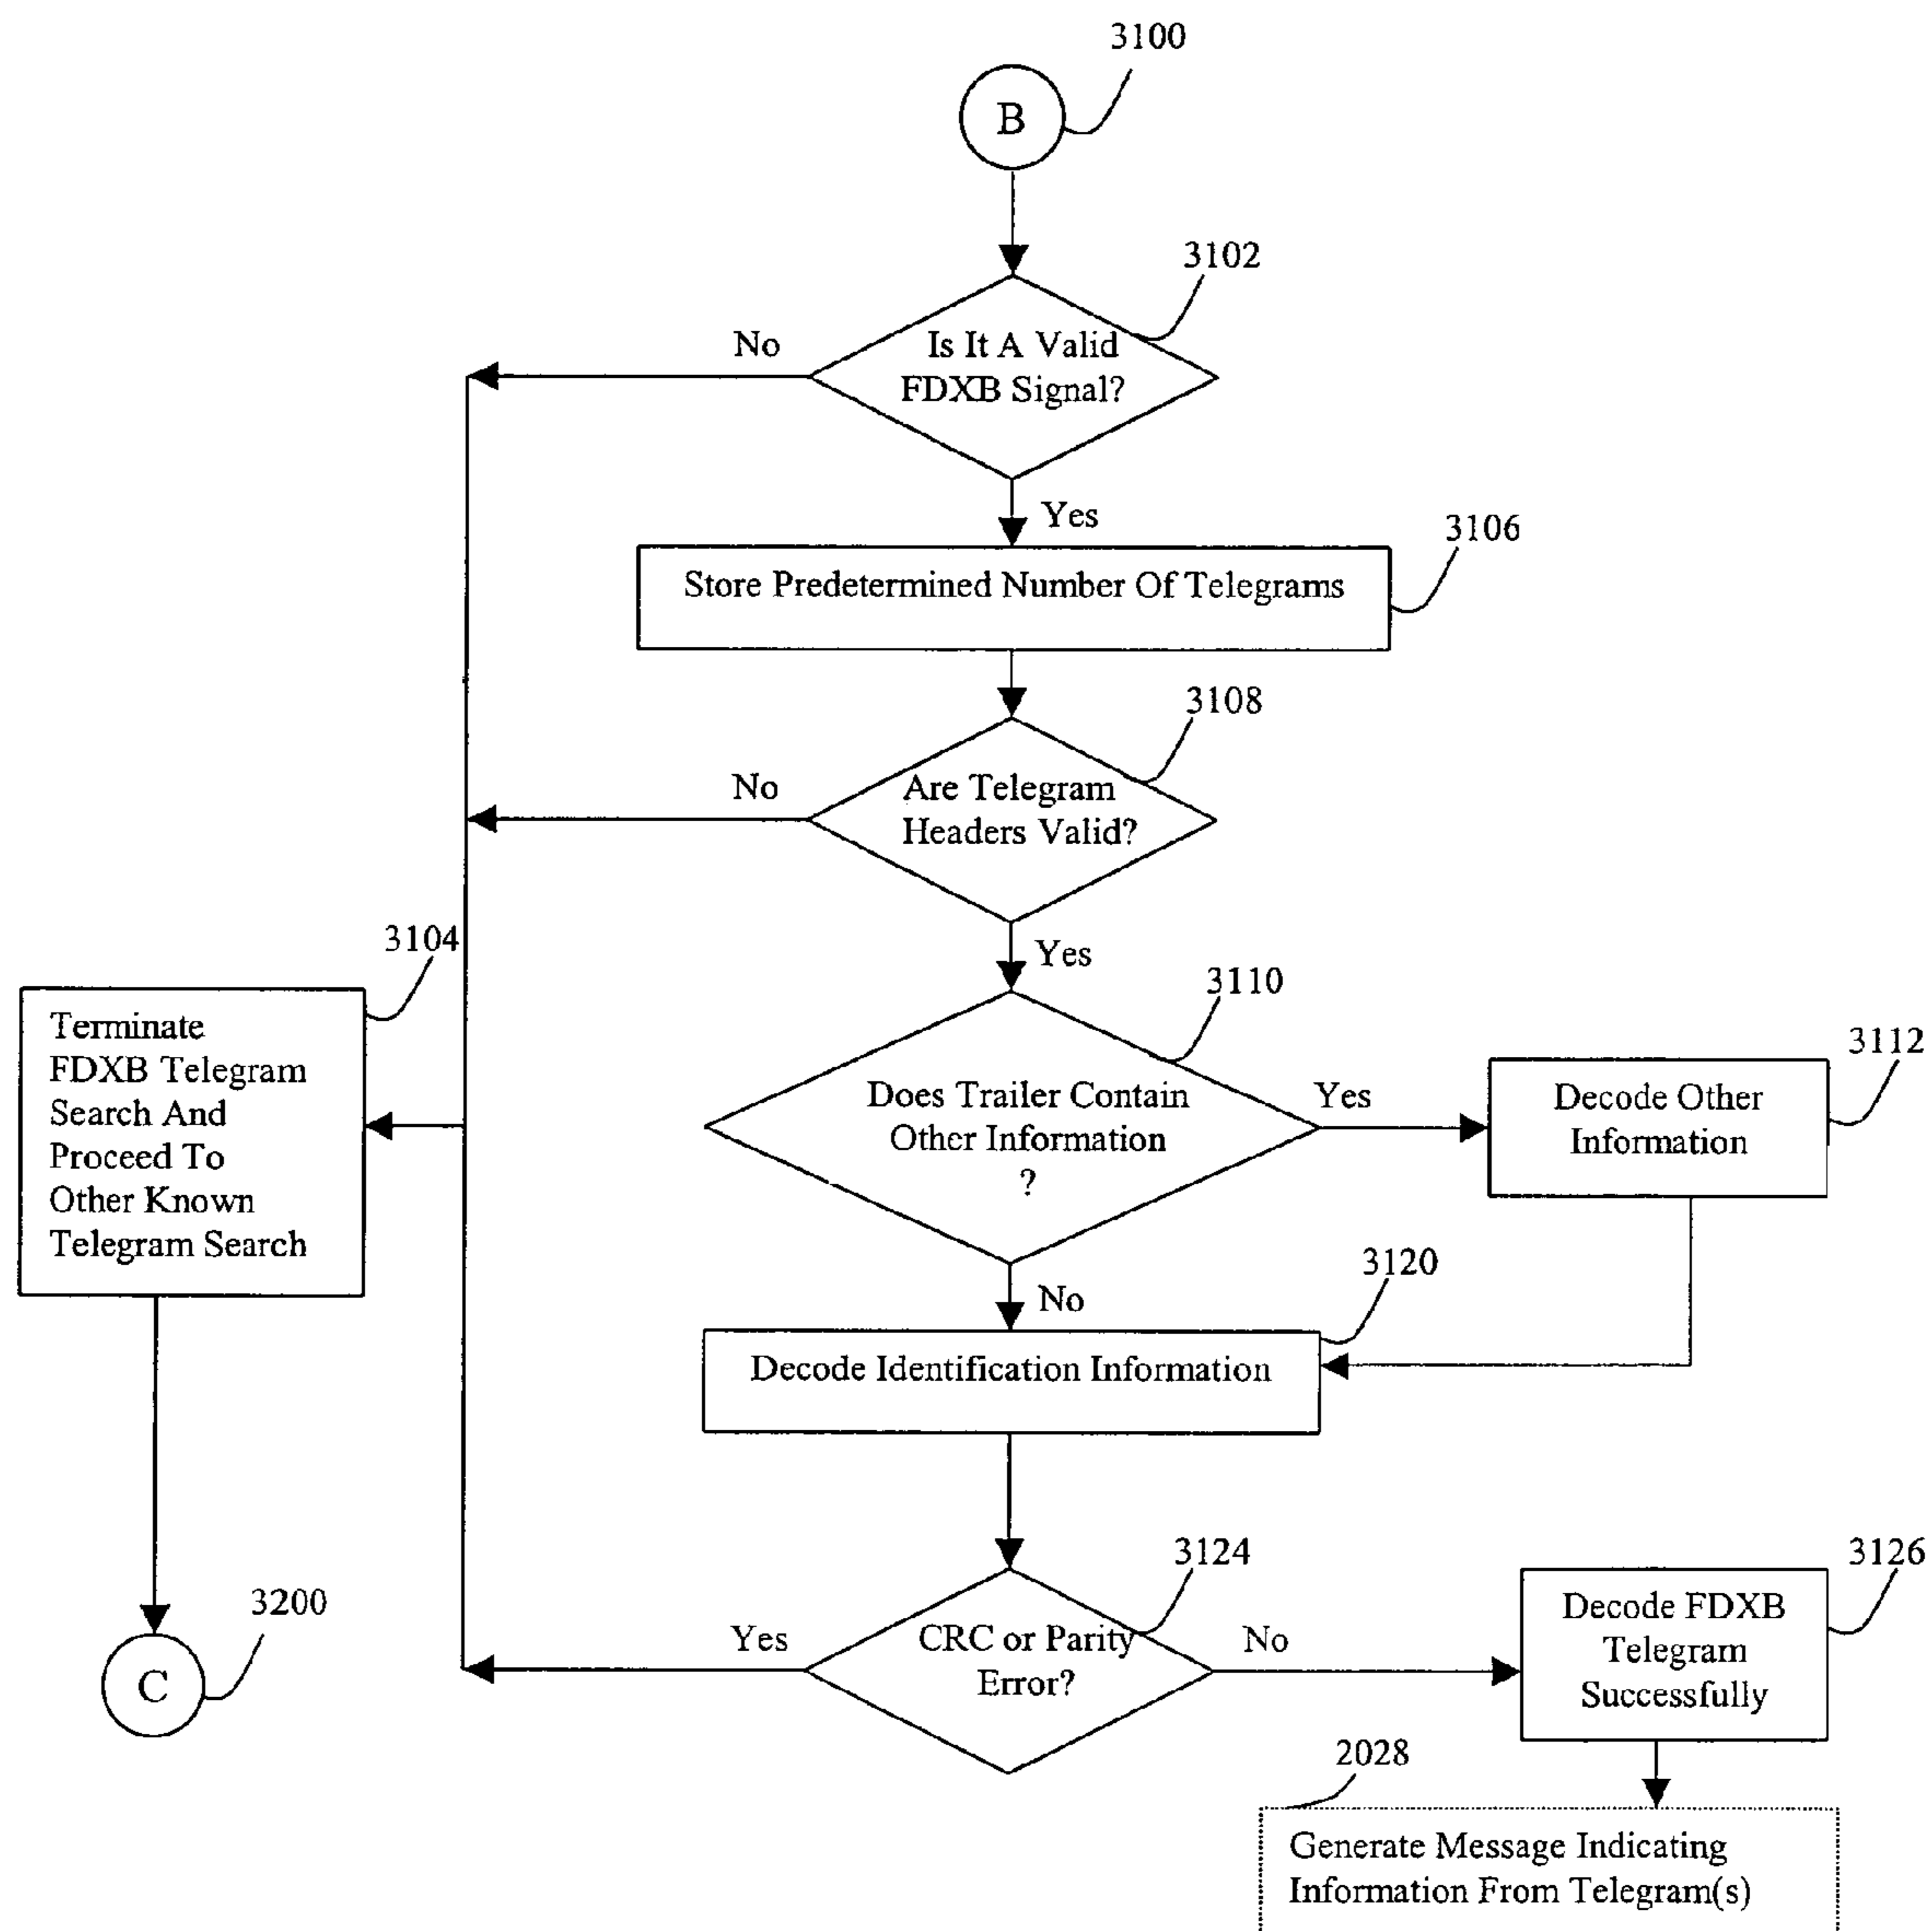 3100
B
3102
No
Is It A Valid
FDXB Signal?
Yes
3106
Store Predetermined Number Of Telegrams
3108
No
Are Telegram
Headers Valid?
3104
Yes
3110
Terminate
FDXB Telegram
Search And
Proceed To
Other Known
Telegram Search
Does Trailer Contain
Other Information
?
Yes
3112
Decode Other
Information
No
3120
Decode Identification Information
3124
3126
3200
C
Yes
CRC or Parity
Error?
No
Decode FDXB
Telegram
Successfully
2028
Generate Message Indicating
Information From Telegram(s)